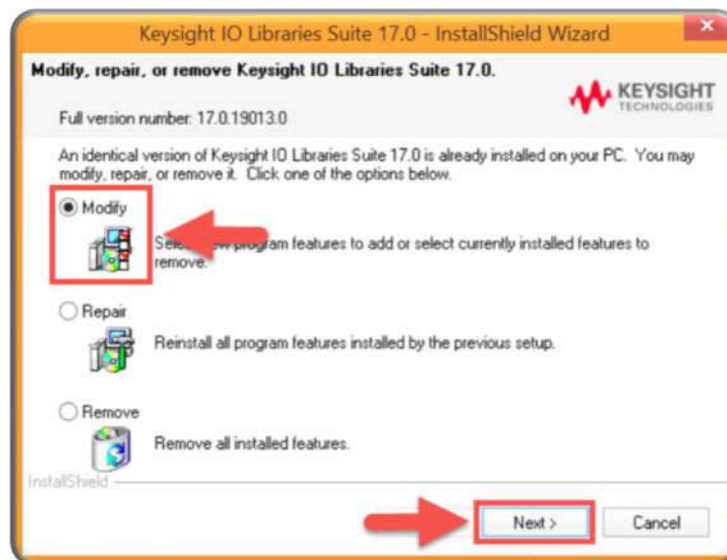 Keysight IO Libraries Suite 17.0 - InstallShield Wizard
Modify, repair, or remove Keysight IO Libraries Suite 17.0.
KEYSIGHT
TECHNOLOGIES
Full version number: 17.0.19013.0
An identical version of Keysight IO Libraries Suite 17.0 is already installed on your PC. You may
modify, repair, or remove it. Click one of the options below.
Modify
program features to add or select currently installed features to
remove.
Repair
Reinstall all program features installed by the previous setup.
Remove
Remove all installed features.
InstallShield
Next >
Cancel